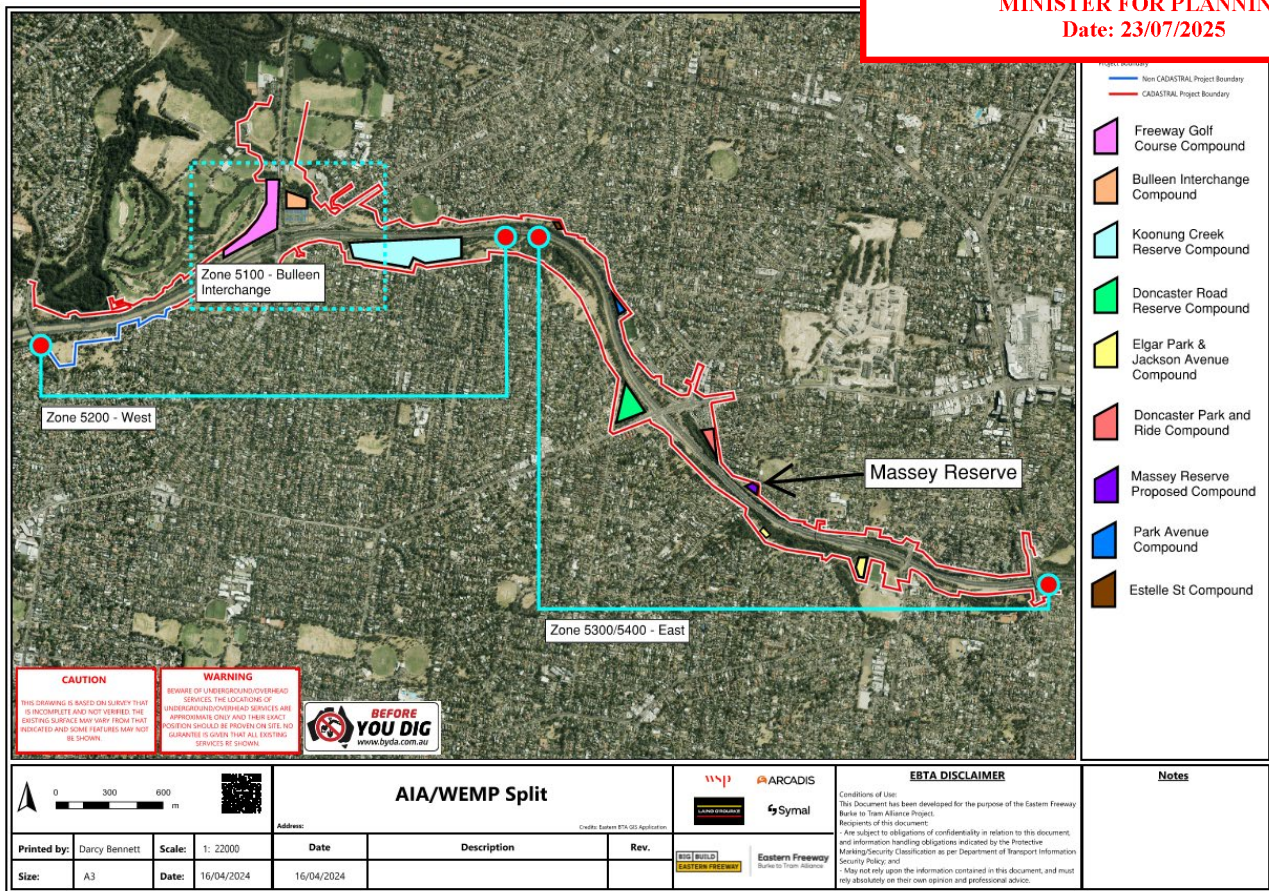 MINISTER FOR PLANNIN
Date: 23/07/2025
Project Boundary
Non CADASTRAL Project Boundary
CADASTRAL Project Boundary
Freeway Golf
Course Compound
Bulleen Interchange
Compound
Koonung Creek
Reserve Compound
Doncaster Road
Reserve Compound
Elgar Park &
Jackson Avenue
Compound
Doncaster Park and
Ride Compound
Massey Reserve
Proposed Compound
Park Avenue
Compound
Estelle St Compound
Zone 5100 - Bulleen
Interchange
Zone 5200 - West
Massey Reserve
Zone 5300/5400 - East
CAUTION
THIS DRAWING IS BASED ON SURVEY THAT
IS INCOMPLETE AND NOT VERIFIED. THE
EXISTING SURFACE MAY VARY FROM THAT
INDICATED AND SOME FEATURES MAY NOT
BE SHOWN.
WARNING
BEWARE OF UNDERGROUND/OVERHEAD
SERVICES. THE LOCATIONS OF
UNDERGROUND/OVERHEAD SERVICES ARE
APPROXIMATE ONLY AND THEIR EXACT
POSITION SHOULD BE PROVEN ON SITE. NO
GURANTEE IS GIVEN THAT ALL EXISTING
SERVICES RE SHOWN.
BEFORE
YOU DIG
www.byda.com.au
0 300 600
m
AIA/WEMP Split
Address:
Credits: Eastern BTA GIS Application
Printed by: Darcy Bennett Scale: 1: 22000 Date Description Rev.
Size: A3 Date: 16/04/2024 16/04/2024
wsp ARCADIS
LAING O'ROURKE Symal
BIG BUILD
EASTERN FREEWAY
Eastern Freeway
Burke to Tram Alliance
EBTA DISCLAIMER
Conditions of Use:
This Document has been developed for the purpose of the Eastern Freeway
Burke to Tram Alliance Project.
Recipients of this document:
- Are subject to obligations of confidentiality in relation to this document,
and information handling obligations indicated by the Protective
Marking/Security Classification as per Department of Transport Information
Security Policy; and
- May not rely upon the information contained in this document, and must
rely absolutely on their own opinion and professional advice.
Notes